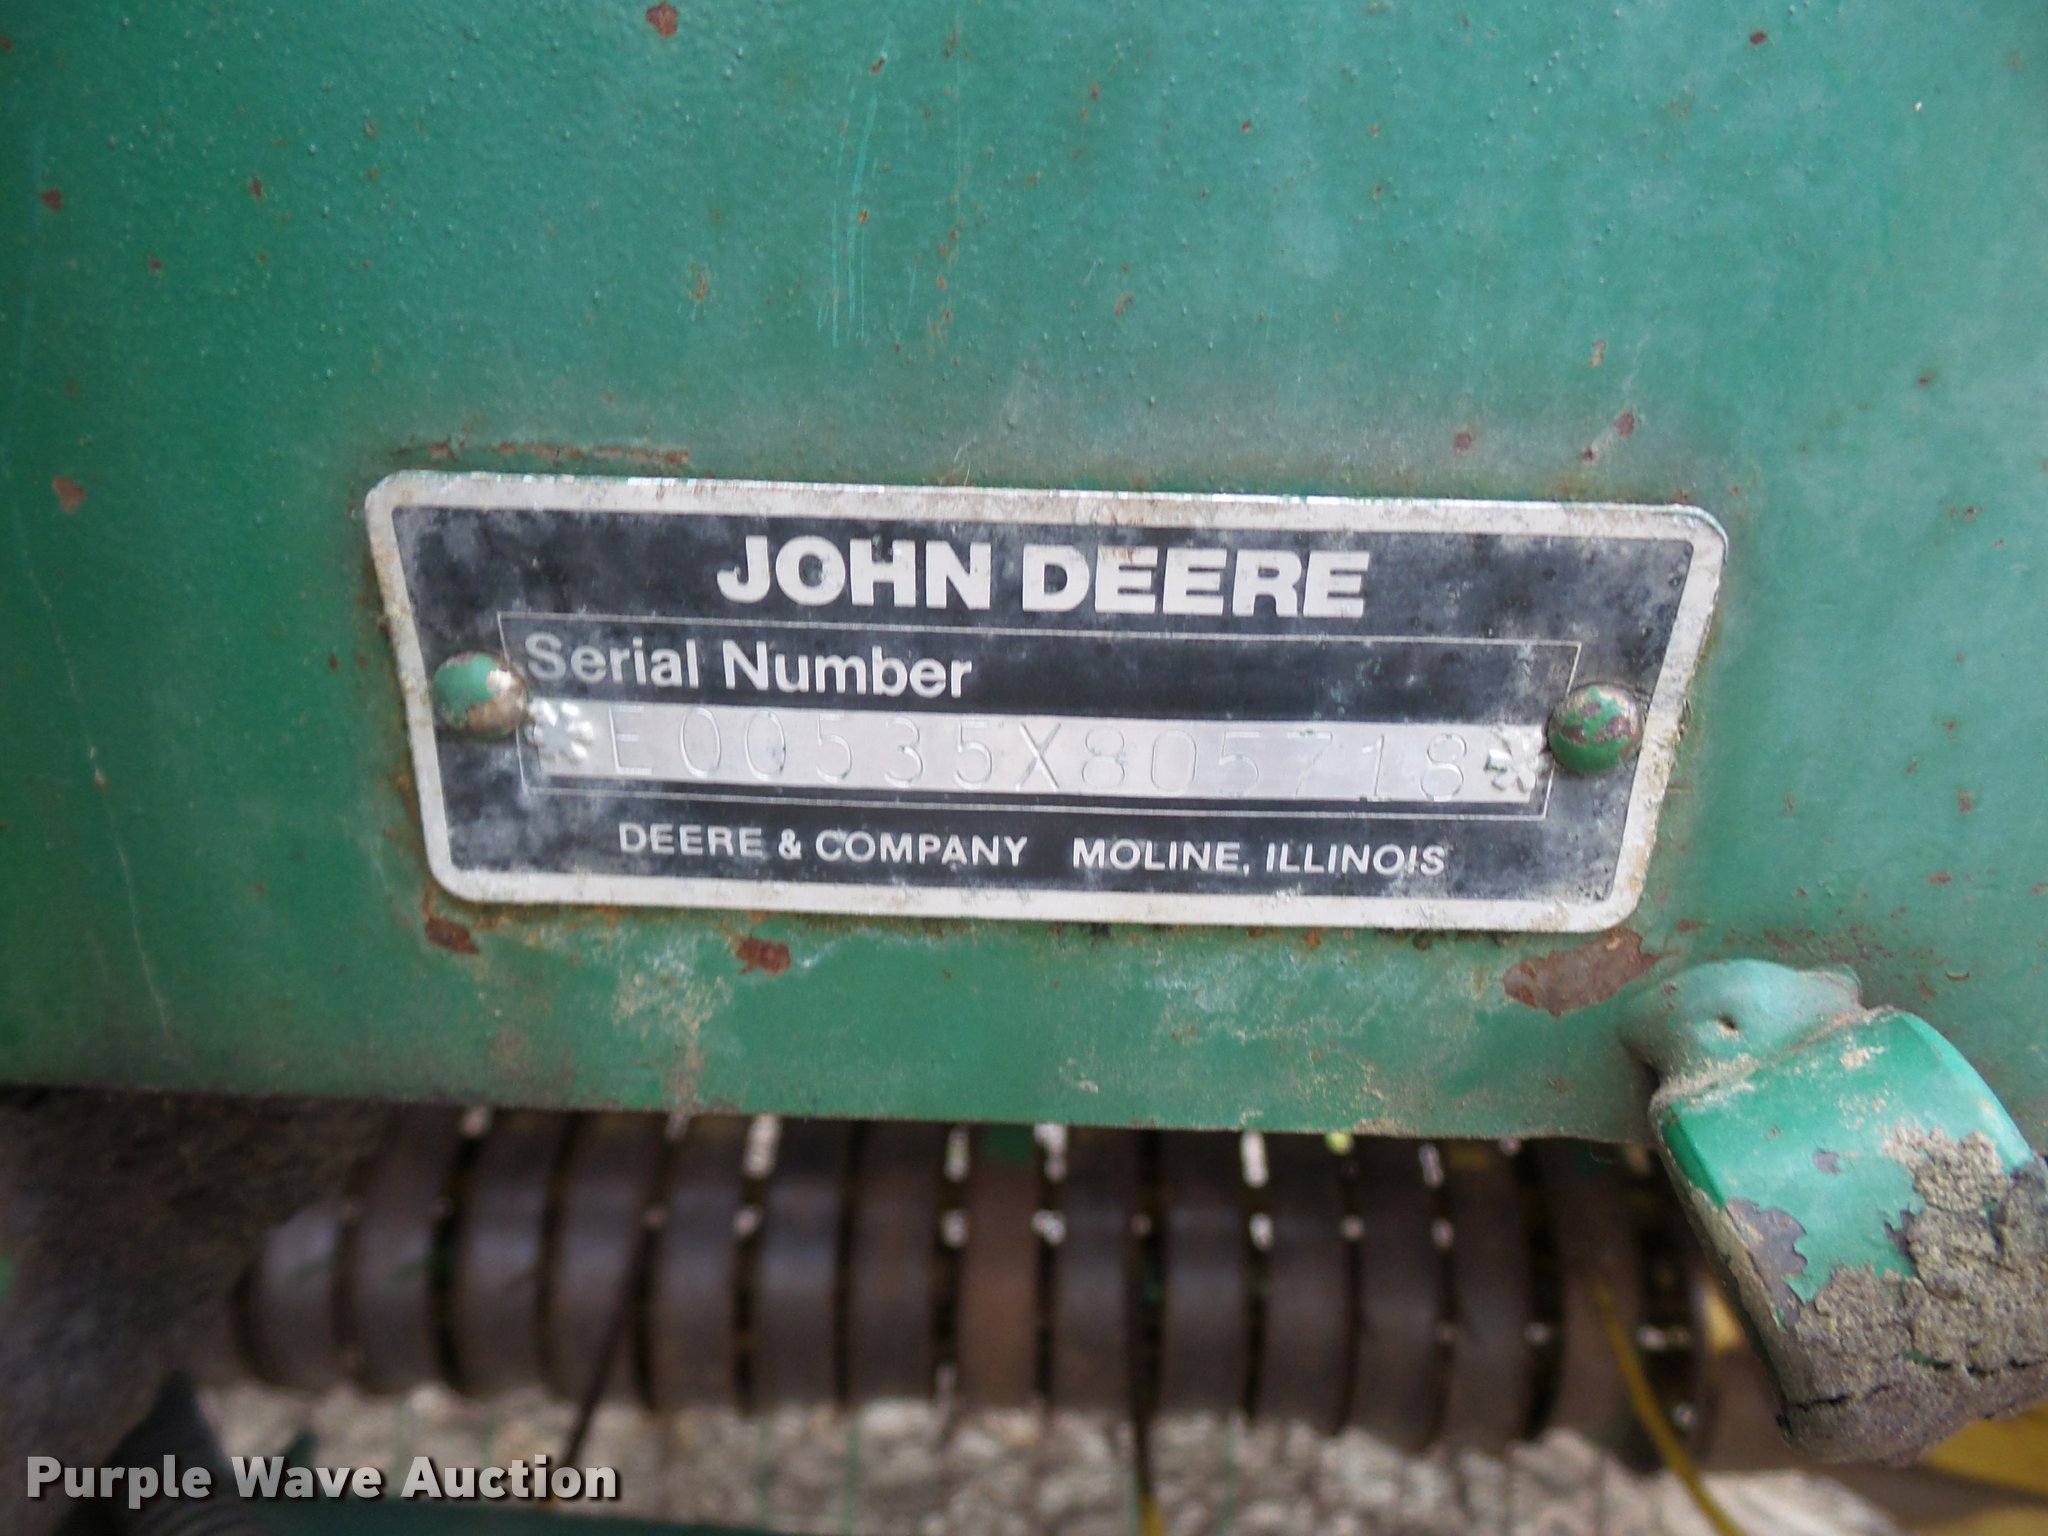 JOHN DEERE
Serial Number
*E00535X805718*
DEERE & COMPANY MOLINE, ILLINOIS
Purple Wave Auction